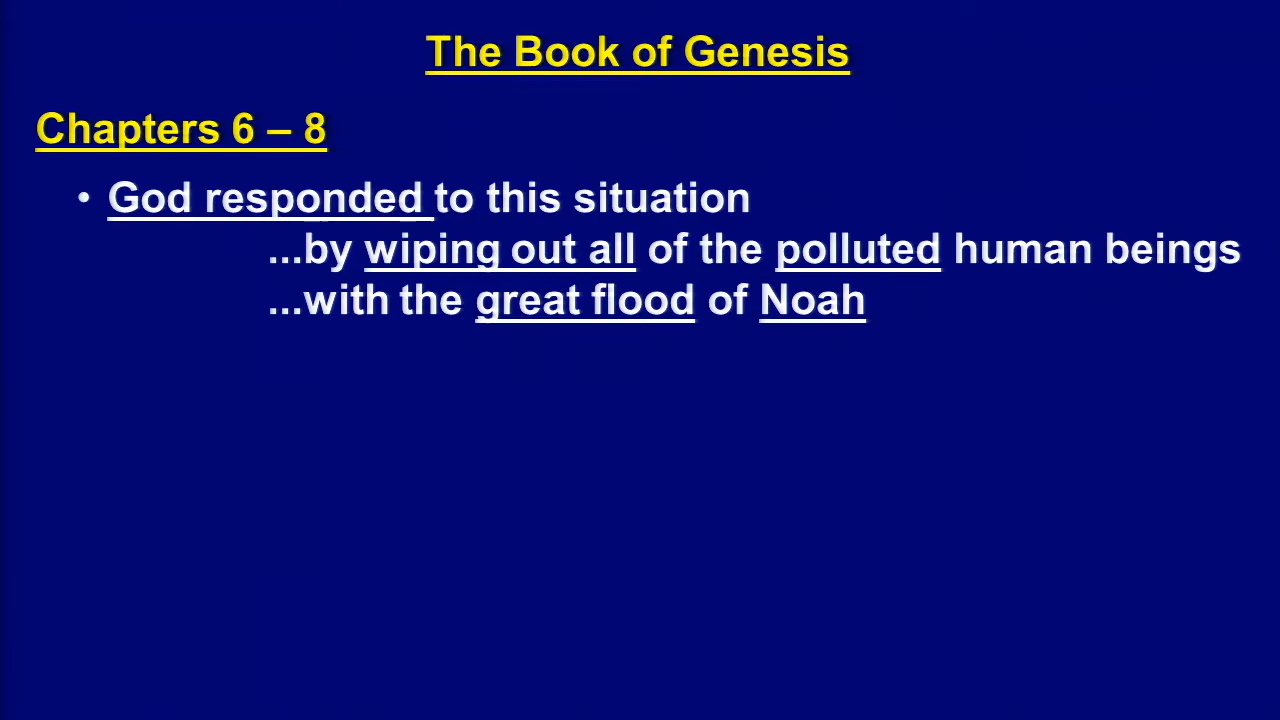 The Book of Genesis
Chapters 6 – 8
• God responded to this situation
...by wiping out all of the polluted human beings
...with the great flood of Noah